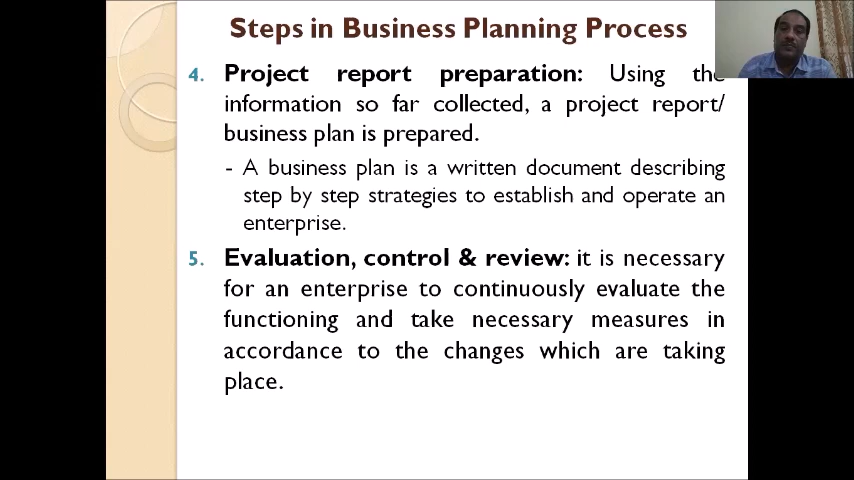 Steps in Business Planning Process
4. Project report preparation: Using the
information so far collected, a project report/
business plan is prepared.
- A business plan is a written document describing
step by step strategies to establish and operate an
enterprise.
5. Evaluation, control & review: it is necessary
for an enterprise to continuously evaluate the
functioning and take necessary measures in
accordance to the changes which are taking
place.